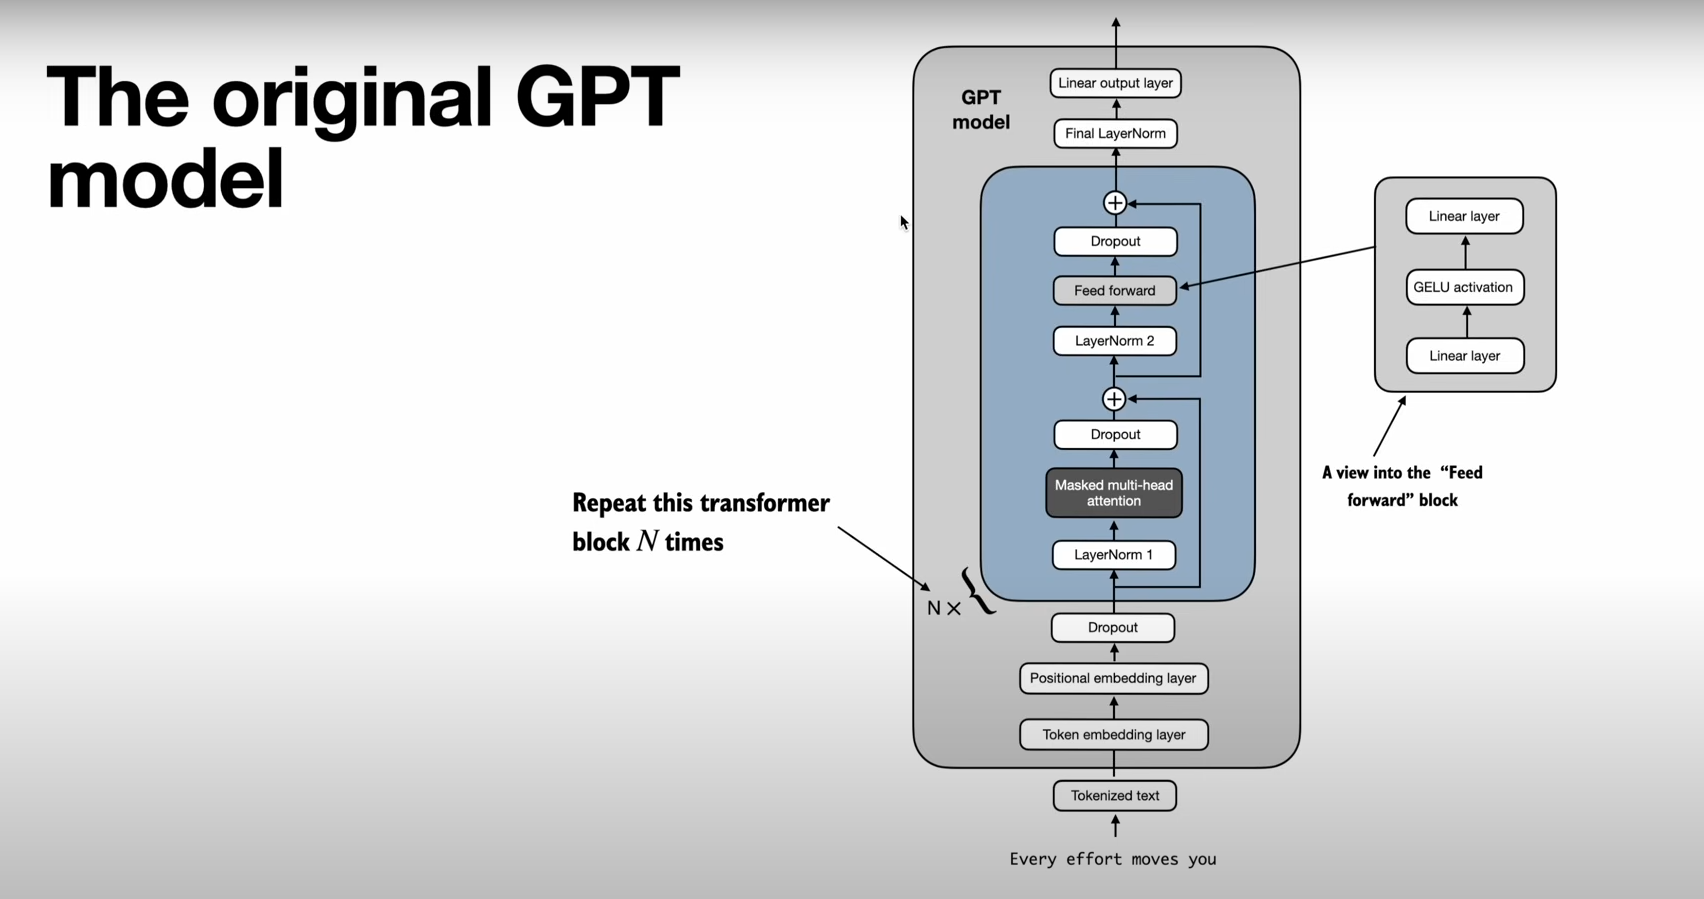 The original GPT
model
GPT
model
Linear output layer
Final LayerNorm
Dropout
Feed forward
LayerNorm 2
Dropout
Masked multi-head
attention
LayerNorm 1
Repeat this transformer
block N times
N ×
Dropout
Positional embedding layer
Token embedding layer
Tokenized text
Every effort moves you
Linear layer
GELU activation
Linear layer
A view into the “Feed
forward” block